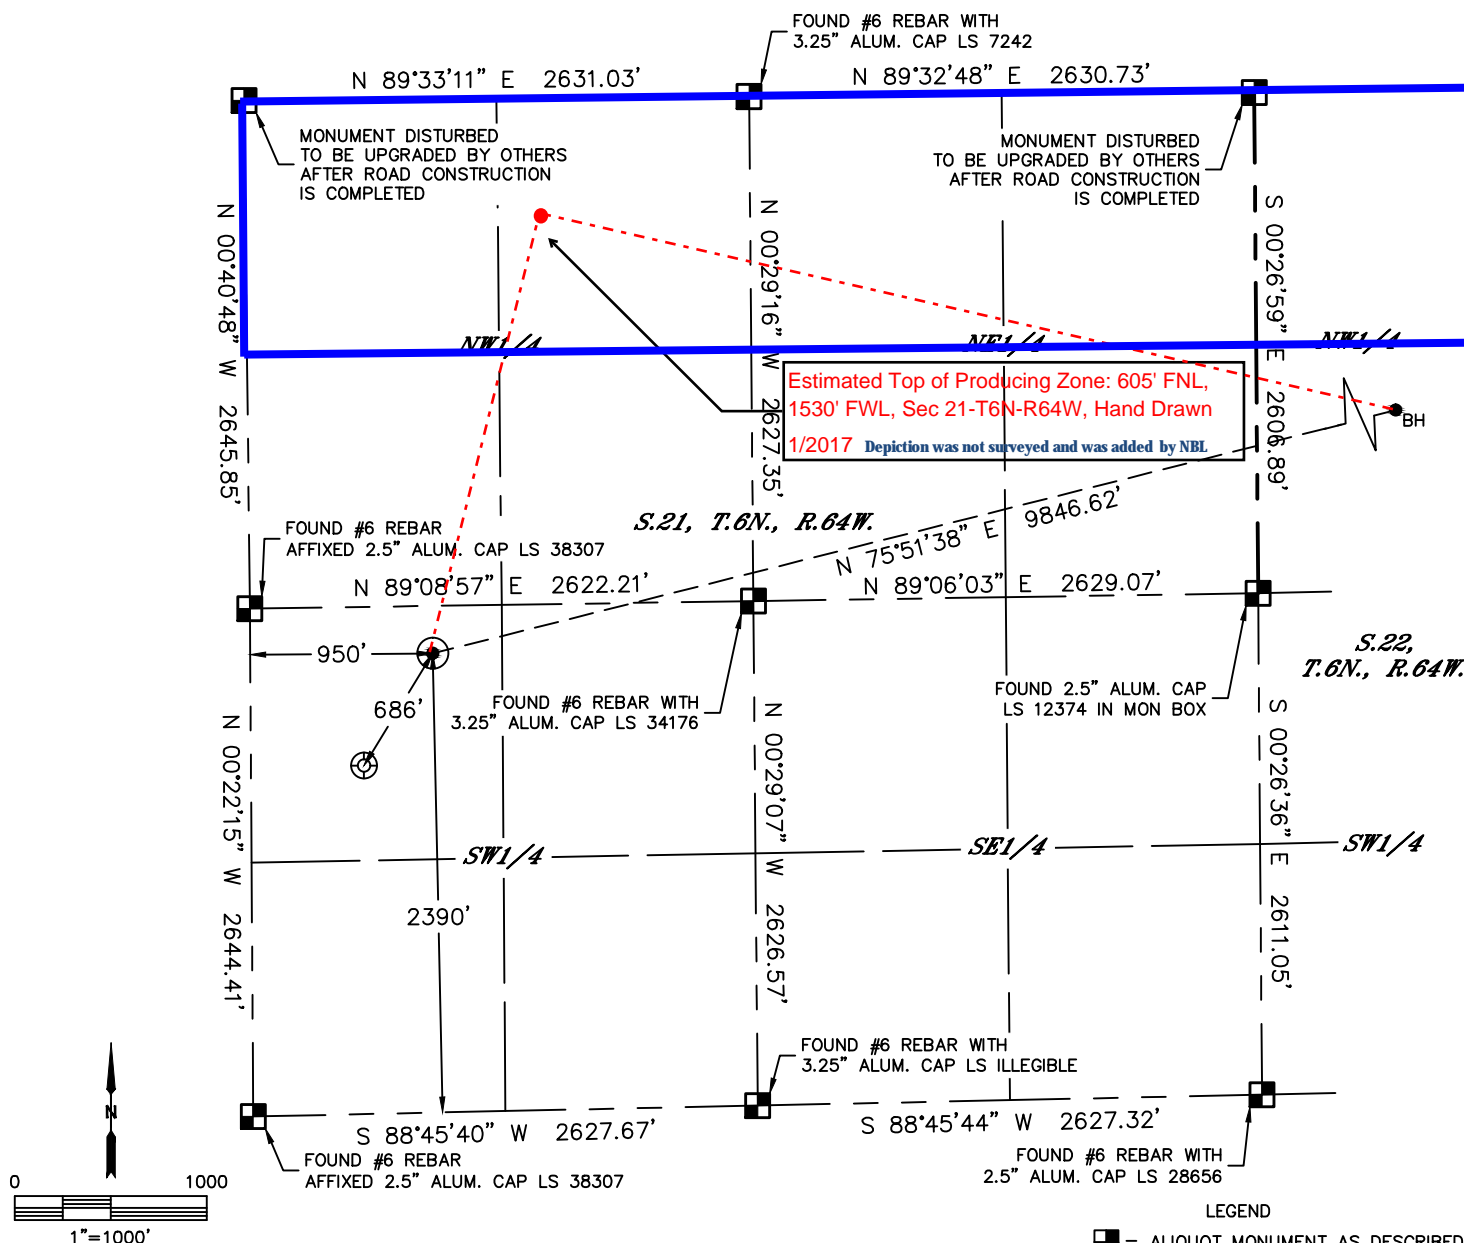 FOUND #6 REBAR WITH
3.25" ALUM. CAP LS 7242
N 89°33'11" E 2631.03'
N 89°32'48" E 2630.73'
MONUMENT DISTURBED
TO BE UPGRADED BY OTHERS
AFTER ROAD CONSTRUCTION
IS COMPLETED
MONUMENT DISTURBED
TO BE UPGRADED BY OTHERS
AFTER ROAD CONSTRUCTION
IS COMPLETED
N 00°40'48" W 2645.85'
N 00°29'16" W 2627.35'
S 00°26'59" E 2606.89'
NW1/4
NE1/4
NW1/4
Estimated Top of Producing Zone: 605' FNL,
1530' FWL, Sec 21-T6N-R64W, Hand Drawn
1/2017 Depiction was not surveyed and was added by NBL
BH
S.21, T.6N., R.64W.
N 75°51'38" E 9846.62'
FOUND #6 REBAR
AFFIXED 2.5" ALUM. CAP LS 38307
N 89°08'57" E 2622.21'
N 89°06'03" E 2629.07'
950'
686'
S.22,
T.6N., R.64W.
FOUND #6 REBAR WITH
3.25" ALUM. CAP LS 34176
FOUND 2.5" ALUM. CAP
LS 12374 IN MON BOX
N 00°22'15" W 2644.41'
N 00°29'07" W 2626.57'
S 00°26'36" E 2611.05'
SW1/4
SE1/4
SW1/4
2390'
FOUND #6 REBAR WITH
3.25" ALUM. CAP LS ILLEGIBLE
N
S 88°45'40" W 2627.67'
S 88°45'44" W 2627.32'
FOUND #6 REBAR
AFFIXED 2.5" ALUM. CAP LS 38307
FOUND #6 REBAR WITH
2.5" ALUM. CAP LS 28656
0 1000
1"=1000'
LEGEND
= ALIQUOT MONUMENT AS DESCRIBED